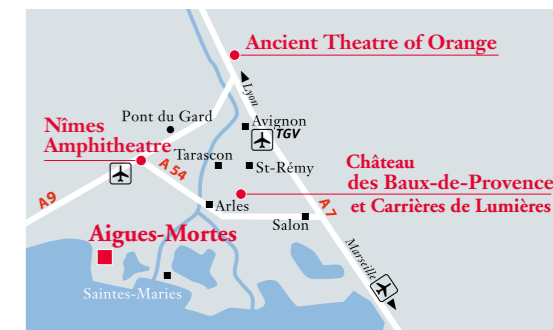 Ancient Theatre of Orange
Lyon
Pont du Gard
Avignon
TGV
Nîmes
Amphitheatre
Tarascon
A 54
St-Rémy
Château
des Baux-de-Provence
et Carrières de Lumières
A9
Arles
A 7
Salon
Aigues-Mortes
Marseille
Saintes-Maries